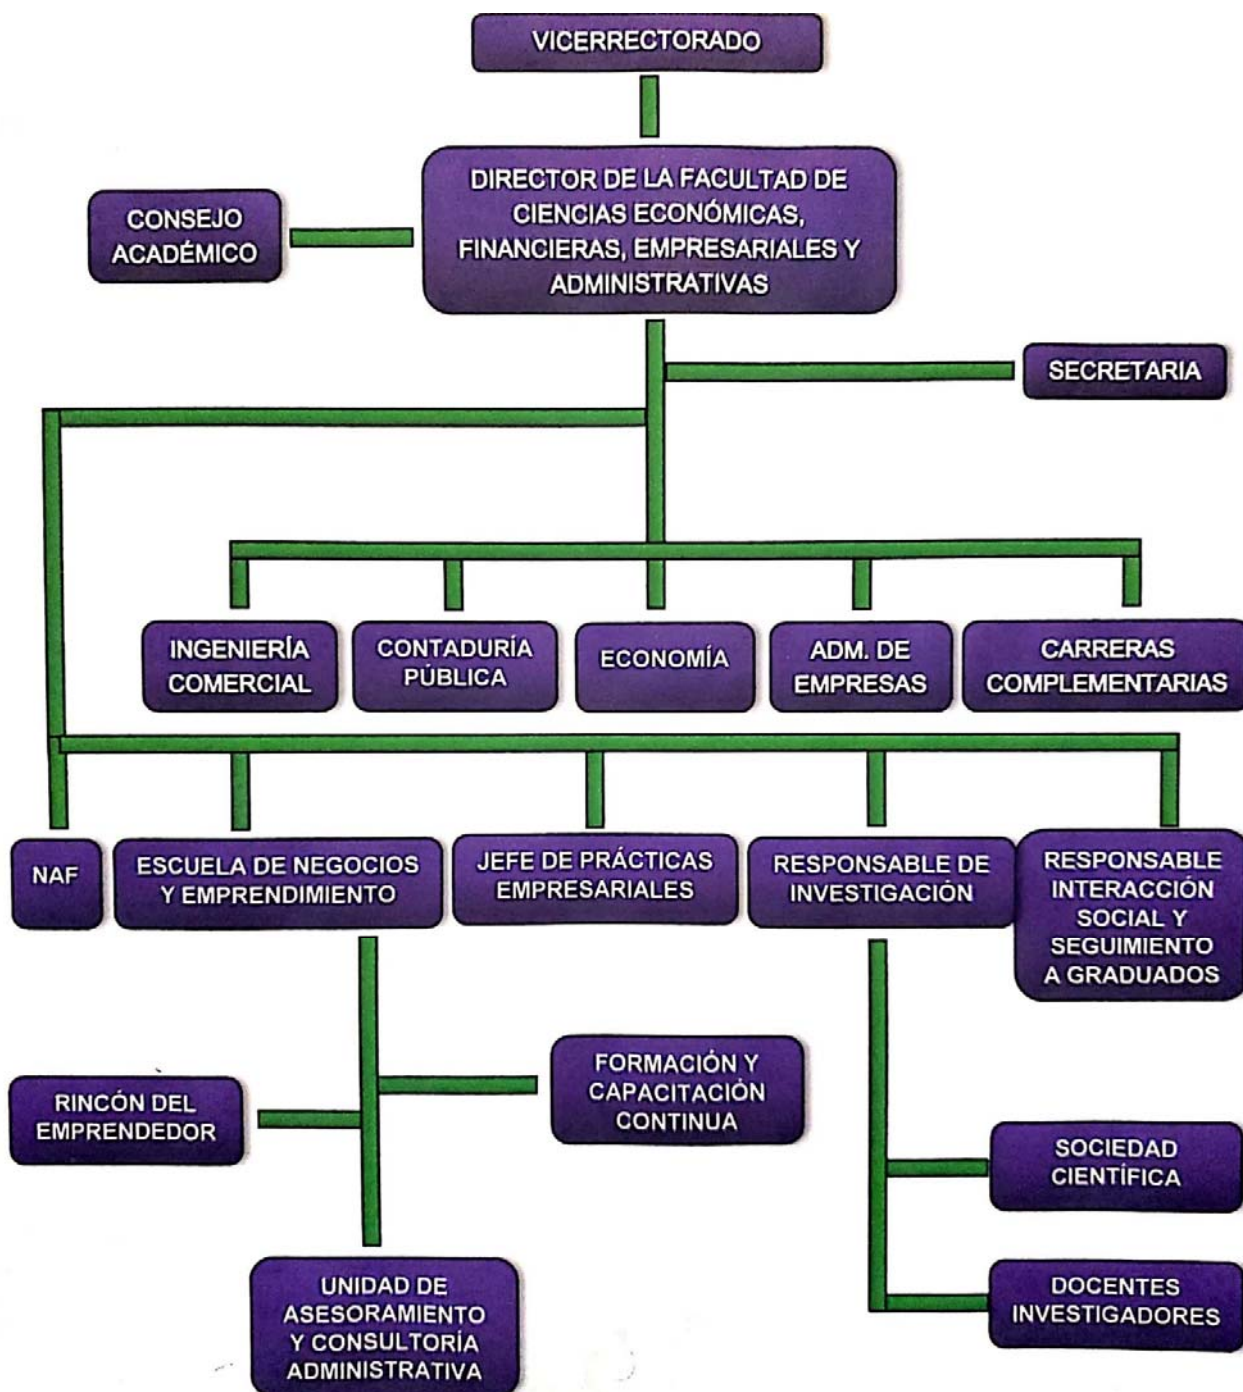 VICERRECTORADO
DIRECTOR DE LA FACULTAD DE
CIENCIAS ECONÓMICAS,
FINANCIERAS, EMPRESARIALES Y
ADMINISTRATIVAS
CONSEJO
ACADÉMICO
SECRETARIA
INGENIERÍA
COMERCIAL
CONTADURÍA
PÚBLICA
ECONOMÍA
ADM. DE
EMPRESAS
CARRERAS
COMPLEMENTARIAS
NAF
ESCUELA DE NEGOCIOS
Y EMPRENDIMIENTO
JEFE DE PRÁCTICAS
EMPRESARIALES
RESPONSABLE DE
INVESTIGACIÓN
RESPONSABLE
INTERACCIÓN
SOCIAL Y
SEGUIMIENTO
A GRADUADOS
RINCÓN DEL
EMPRENDEDOR
FORMACIÓN Y
CAPACITACIÓN
CONTINUA
UNIDAD DE
ASESORAMIENTO
Y CONSULTORÍA
ADMINISTRATIVA
SOCIEDAD
CIENTÍFICA
DOCENTES
INVESTIGADORES